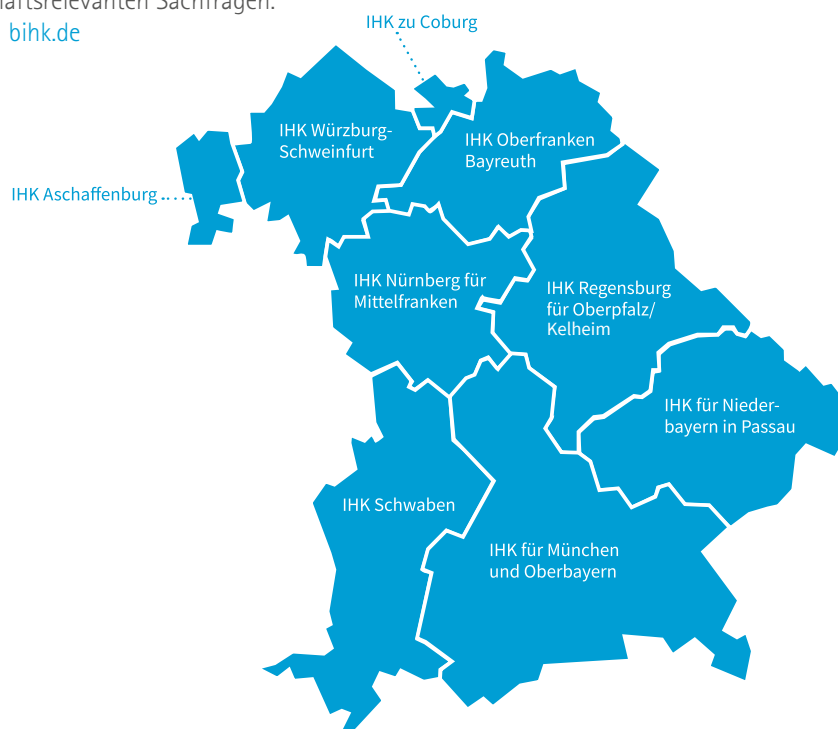 bihk.de
IHK zu Coburg
IHK Würzburg-
Schweinfurt
IHK Oberfranken
Bayreuth
IHK Aschaffenburg
IHK Nürnberg für
Mittelfranken
IHK Regensburg
für Oberpfalz/
Kelheim
IHK für Nieder-
bayern in Passau
IHK Schwaben
IHK für München
und Oberbayern